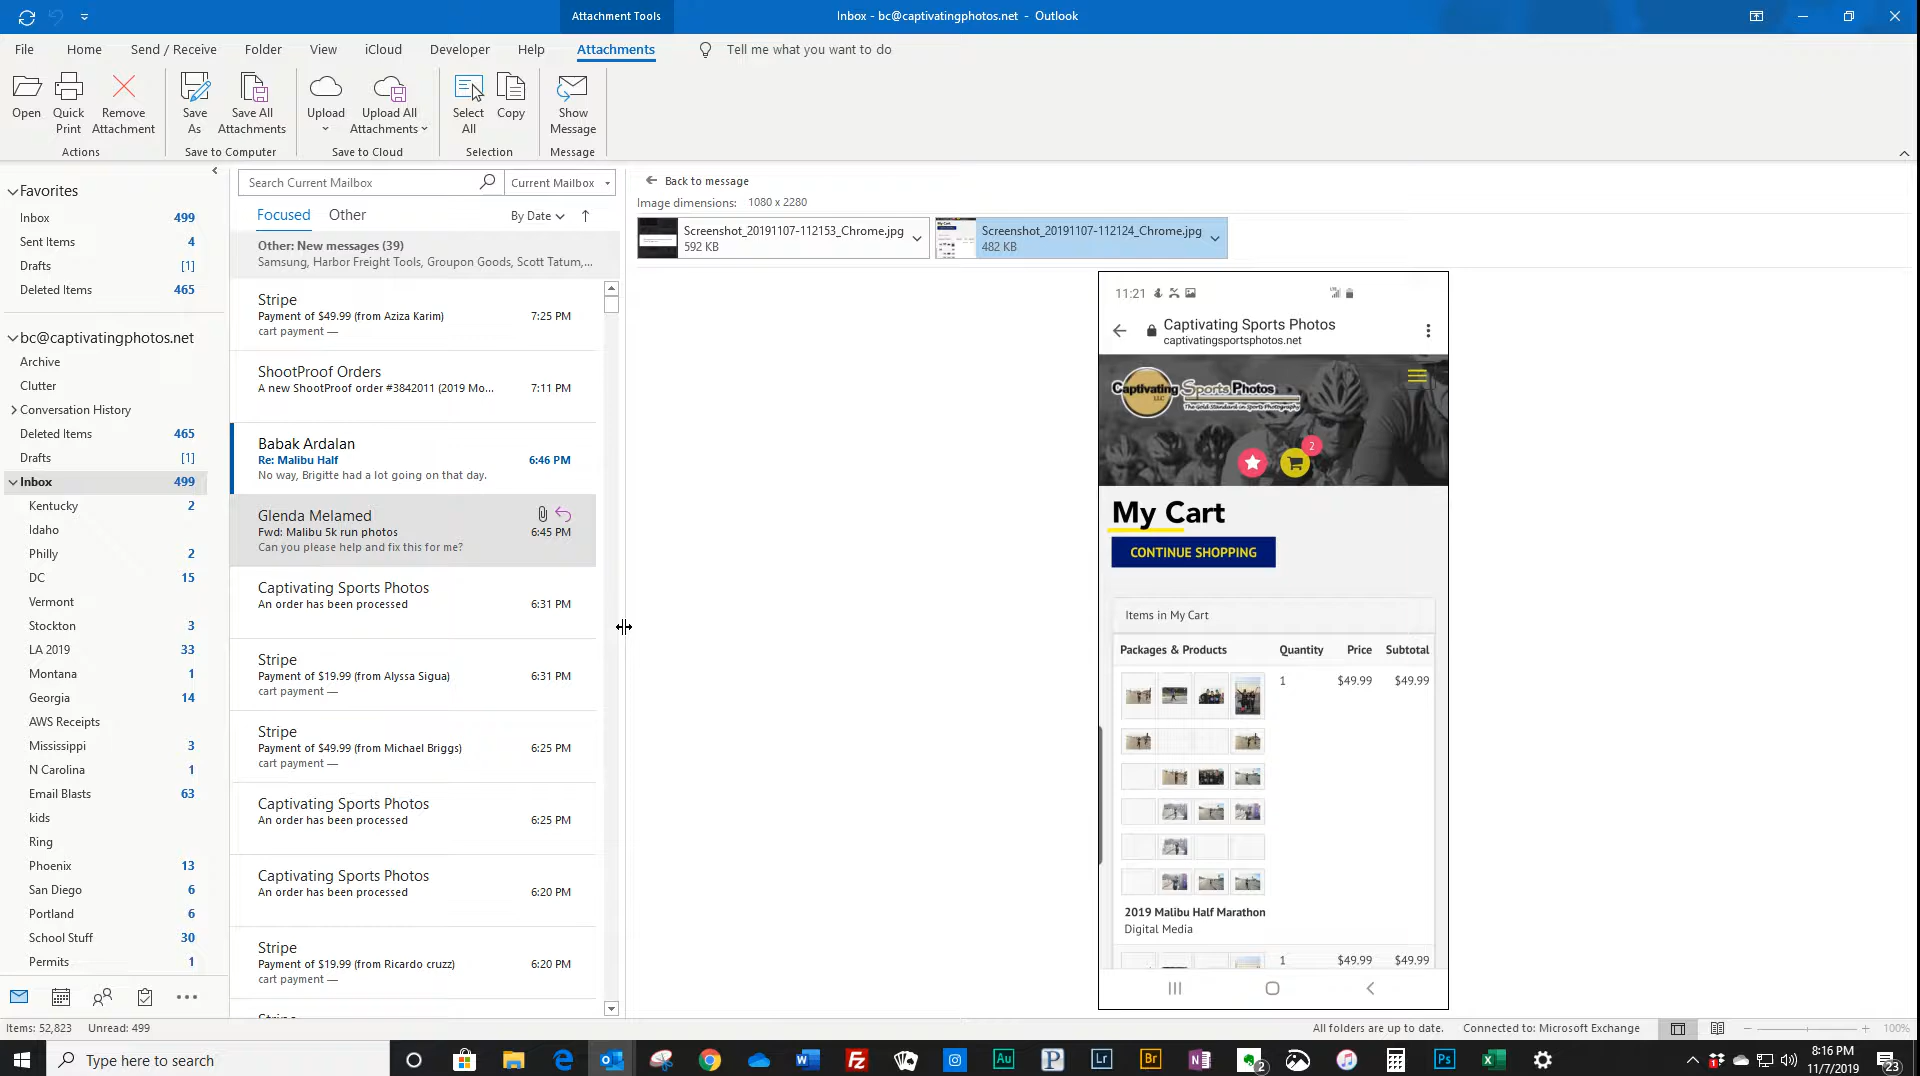 Attachment Tools
Inbox - bc@captivatingphotos.net - Outlook
File Home Send / Receive Folder View iCloud Developer Help Attachments Tell me what you want to do
Open
Quick Print
Remove Attachment
Save As
Save All Attachments
Upload
Upload All Attachments
Select All
Copy
Show Message
Actions
Save to Computer
Save to Cloud
Selection
Message
Favorites
Inbox 499
Sent Items 4
Drafts [1]
Deleted Items 465
bc@captivatingphotos.net
Archive
Clutter
Conversation History
Deleted Items 465
Drafts [1]
Inbox 499
Kentucky 2
Idaho
Philly 2
DC 15
Vermont
Stockton 3
LA 2019 33
Montana 1
Georgia 14
AWS Receipts
Mississippi 3
N Carolina 1
Email Blasts 63
kids
Ring
Phoenix 13
San Diego 6
Portland 6
School Stuff 30
Permits 1
Search Current Mailbox
Current Mailbox
Focused Other
By Date
Other: New messages (39)
Samsung, Harbor Freight Tools, Groupon Goods, Scott Tatum,...
Stripe
Payment of $49.99 (from Aziza Karim) 7:25 PM
cart payment —
ShootProof Orders
A new ShootProof order #3842011 (2019 Mo... 7:11 PM
Babak Ardalan
Re: Malibu Half 6:46 PM
No way, Brigitte had a lot going on that day.
Glenda Melamed
Fwd: Malibu 5k run photos 6:45 PM
Can you please help and fix this for me?
Captivating Sports Photos
An order has been processed 6:31 PM
Stripe
Payment of $19.99 (from Alyssa Sigua) 6:31 PM
cart payment —
Stripe
Payment of $49.99 (from Michael Briggs) 6:25 PM
cart payment —
Captivating Sports Photos
An order has been processed 6:25 PM
Captivating Sports Photos
An order has been processed 6:20 PM
Stripe
Payment of $19.99 (from Ricardo cruzz) 6:20 PM
cart payment —
Stripe
Back to message
Image dimensions: 1080 x 2280
Screenshot_20191107-112153_Chrome.jpg
592 KB
Screenshot_20191107-112124_Chrome.jpg
482 KB
11:21
Captivating Sports Photos
captivatingsportsphotos.net
Captivating Sports Photos
LLC
The Gold Standard in Sports Photography
2
My Cart
CONTINUE SHOPPING
Items in My Cart
Packages & Products Quantity Price Subtotal
1 $49.99 $49.99
2019 Malibu Half Marathon
Digital Media
1 $49.99 $49.99
Items: 52,823 Unread: 499
All folders are up to date. Connected to: Microsoft Exchange 100%
Type here to search
Au
Lr
Br
Ps
2
8:16 PM
11/7/2019
23